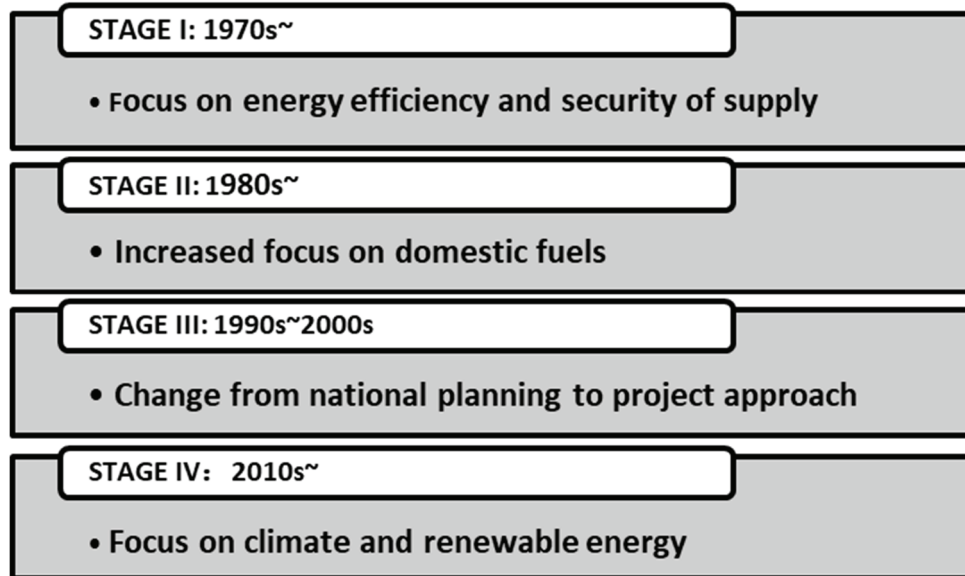 STAGE I: 1970s~
• Focus on energy efficiency and security of supply
STAGE II: 1980s~
• Increased focus on domestic fuels
STAGE III: 1990s~2000s
• Change from national planning to project approach
STAGE IV： 2010s~
• Focus on climate and renewable energy